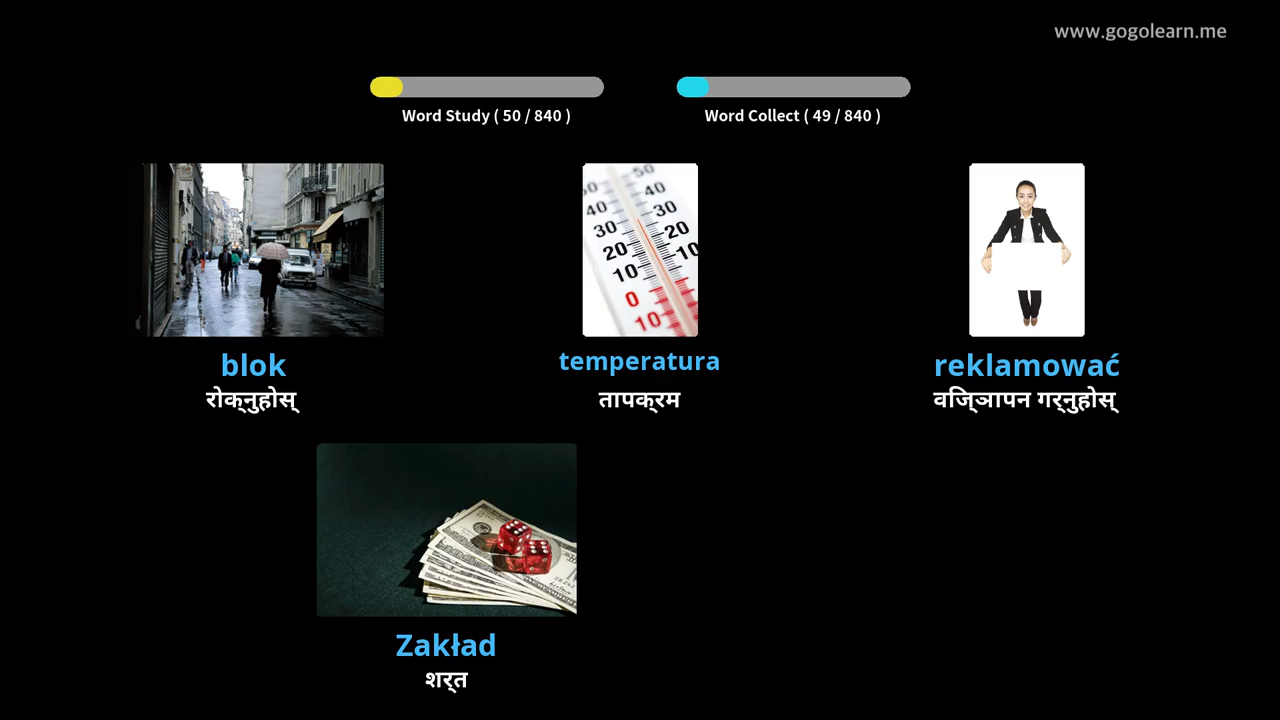 www.gogolearn.me
Word Study ( 50 / 840 )
Word Collect ( 49 / 840 )
blok
रोक्नुहोस्
temperatura
तापक्रम
reklamować
विज्ञापन गर्नुहोस्
Zakład
शर्त